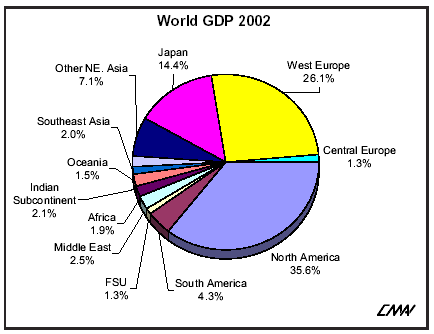 World GDP 2002
Japan
14.4%
West Europe
26.1%
Other NE. Asia
7.1%
Southeast Asia
2.0%
Central Europe
1.3%
Oceania
1.5%
Indian
Subcontinent
2.1%
Africa
1.9%
Middle East
2.5%
FSU
1.3%
South America
4.3%
North America
35.6%